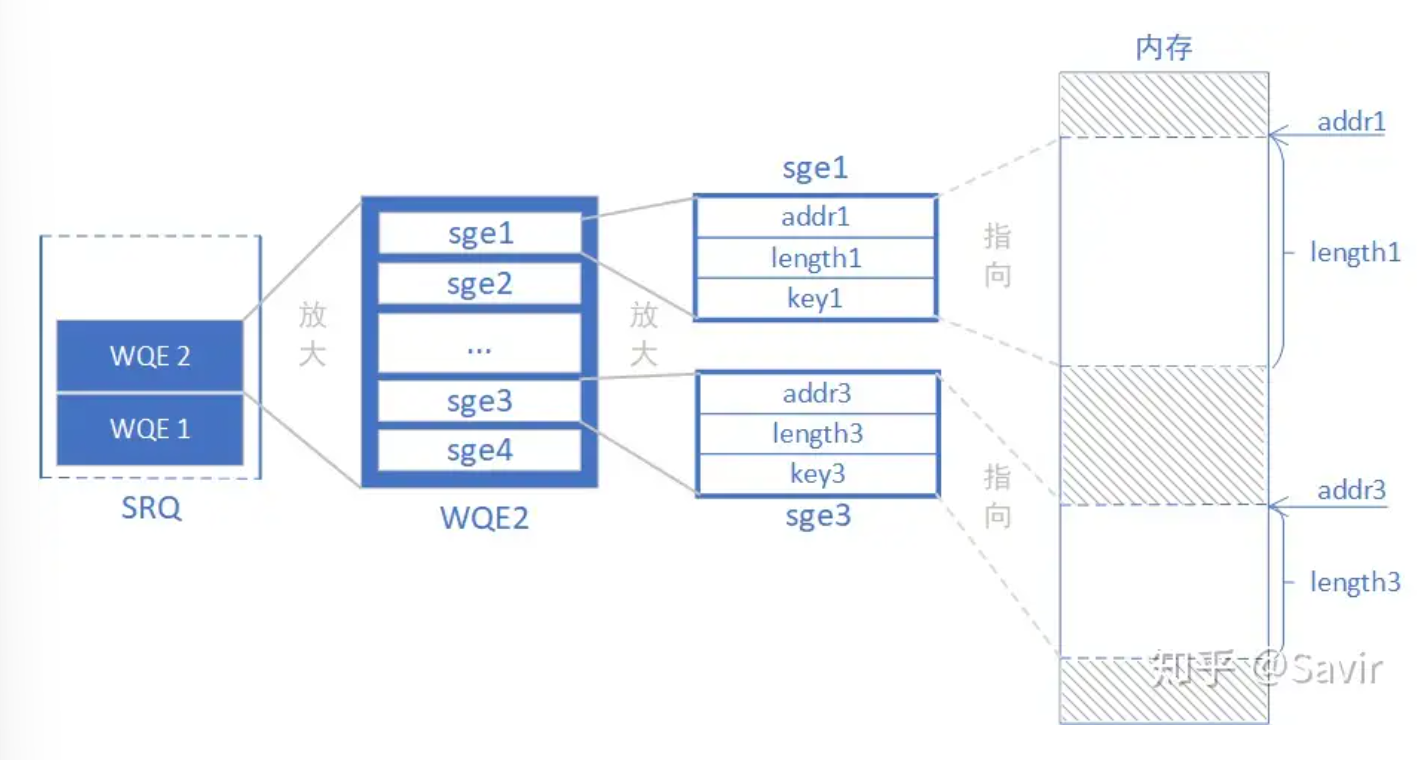 内存
addr1
length1
addr3
length3
sge1
addr1
length1
key1
指
向
addr3
length3
key3
sge3
指
向
sge1
sge2
...
sge3
sge4
WQE2
放
大
放
大
WQE 2
WQE 1
SRQ
知乎 @Savir